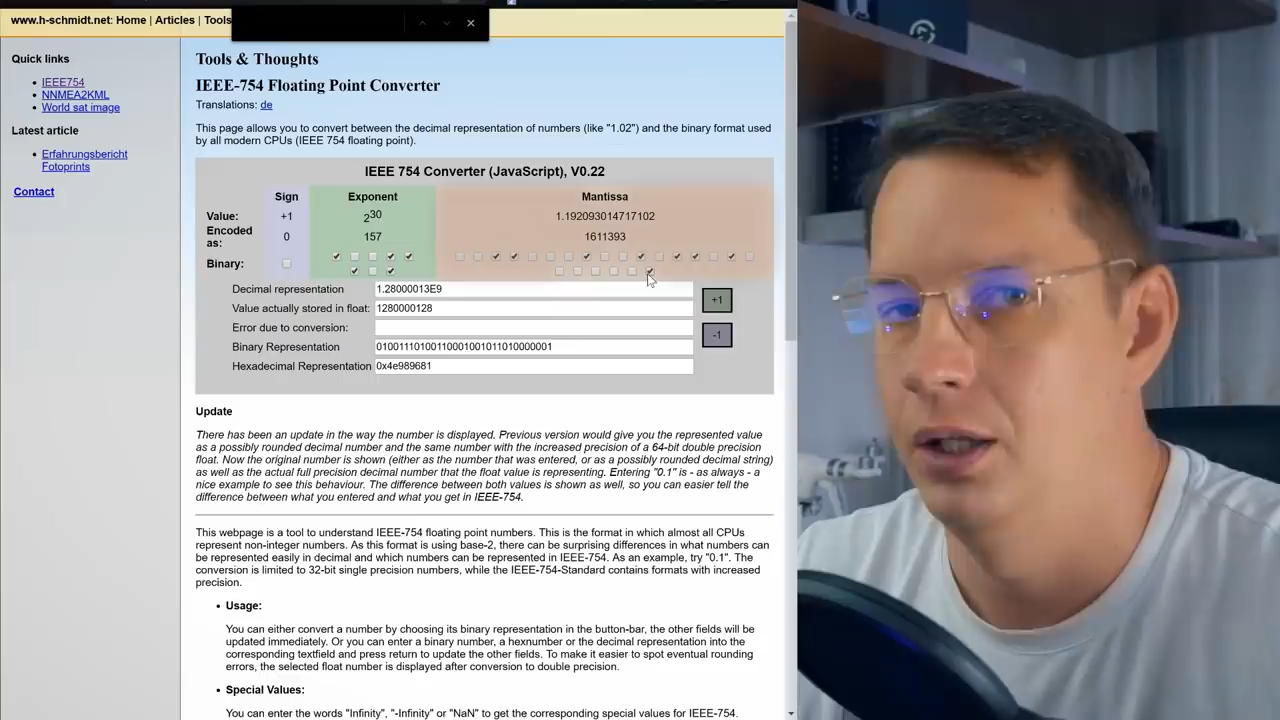 www.h-schmidt.net: Home | Articles | Tools
Quick links
IEEE754
NNMEA2KML
World sat image
Latest article
Erfahrungsbericht
Fotoprints
Contact
Tools & Thoughts
IEEE-754 Floating Point Converter
Translations: de
This page allows you to convert between the decimal representation of numbers (like "1.02") and the binary format used
by all modern CPUs (IEEE 754 floating point).
IEEE 754 Converter (JavaScript), V0.22
Sign Exponent Mantissa
Value: +1 2^30 1.192093014717102
Encoded as: 0 157 1611393
Binary:
Decimal representation 1.28000013E9
Value actually stored in float: 1280000128
Error due to conversion:
Binary Representation 01001110100110001001011010000001
Hexadecimal Representation 0x4e989681
+1
-1
Update
There has been an update in the way the number is displayed. Previous version would give you the represented value
as a possibly rounded decimal number and the same number with the increased precision of a 64-bit double precision
float. Now the original number is shown (either as the number that was entered, or as a possibly rounded decimal string)
as well as the actual full precision decimal number that the float value is representing. Entering "0.1" is - as always - a
nice example to see this behaviour. The difference between both values is shown as well, so you can easier tell the
difference between what you entered and what you get in IEEE-754.
This webpage is a tool to understand IEEE-754 floating point numbers. This is the format in which almost all CPUs
represent non-integer numbers. As this format is using base-2, there can be surprising differences in what numbers can
be represented easily in decimal and which numbers can be represented in IEEE-754. As an example, try "0.1". The
conversion is limited to 32-bit single precision numbers, while the IEEE-754-Standard contains formats with increased
precision.
Usage:
You can either convert a number by choosing its binary representation in the button-bar, the other fields will be
updated immediately. Or you can enter a binary number, a hexnumber or the decimal representation into the
corresponding textfield and press return to update the other fields. To make it easier to spot eventual rounding
errors, the selected float number is displayed after conversion to double precision.
Special Values:
You can enter the words "Infinity", "-Infinity" or "NaN" to get the corresponding special values for IEEE-754.